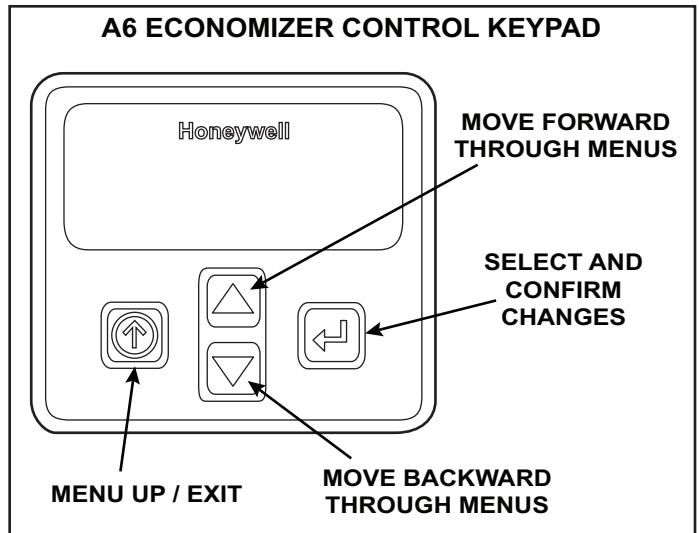 A6 ECONOMIZER CONTROL KEYPAD
Honeywell
MOVE FORWARD
THROUGH MENUS
SELECT AND
CONFIRM
CHANGES
MENU UP / EXIT
MOVE BACKWARD
THROUGH MENUS